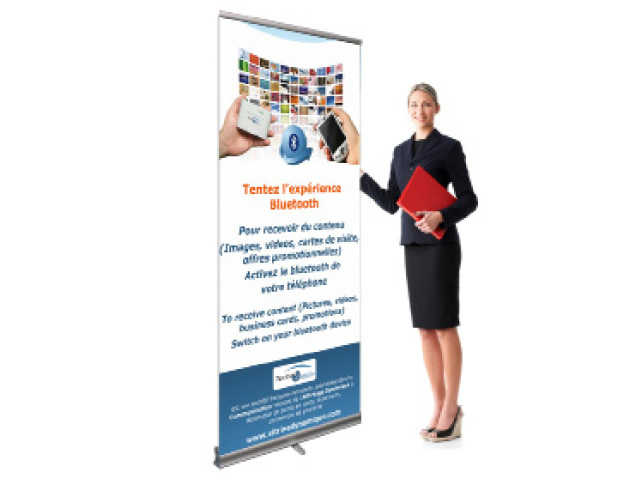 Tentez l'expérience
Bluetooth
Pour recevoir du contenu
(Images, videos, cartes de visite,
offres promotionnelles)
Activez le bluetooth de
votre téléphone
To receive content (Pictures, videos,
business cards, promotions)
Switch on your bluetooth device